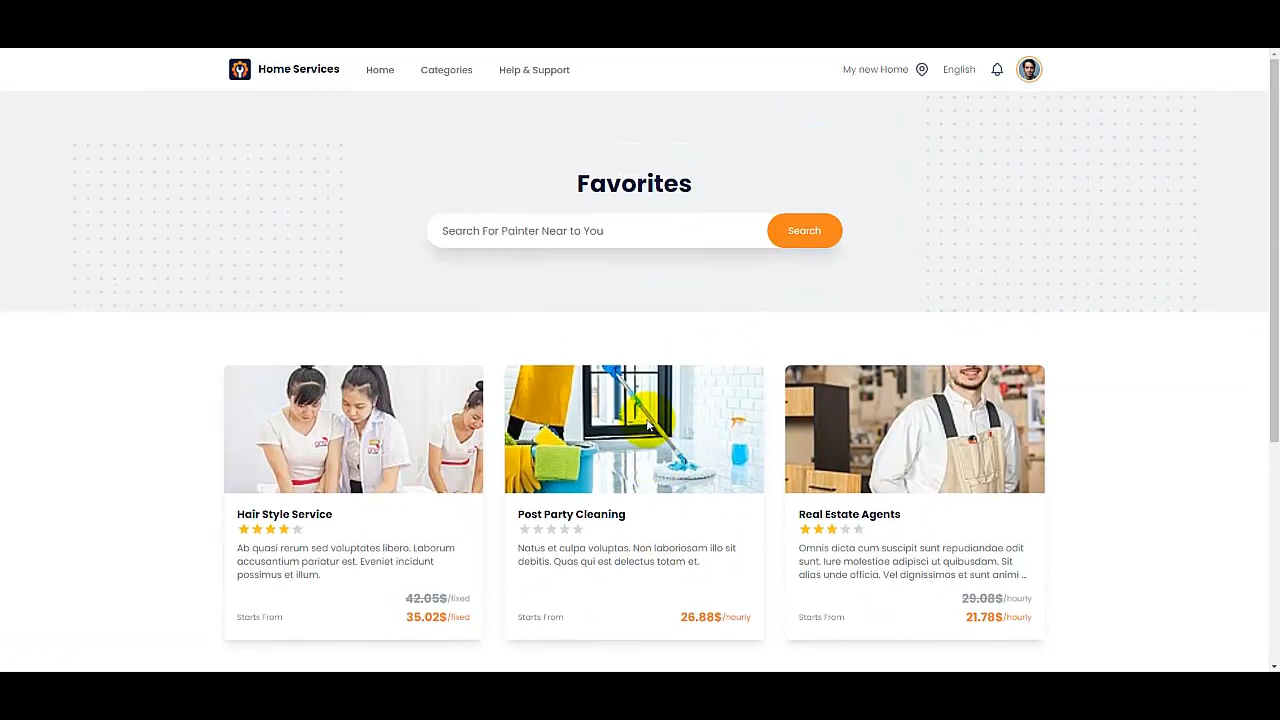 Home Services
Home
Categories
Help & Support
My new Home
English
Favorites
Search For Painter Near to You
Search
Hair Style Service
Ab quasi rerum sed voluptates libero. Laborum
accusantium pariatur est. Eveniet incidunt
possimus et illum.
42.05$/fixed
Starts From
35.02$/fixed
Post Party Cleaning
Natus et culpa voluptas. Non laboriosam illo sit
debitis. Quas qui est delectus totam et.
Starts From
26.88$/hourly
Real Estate Agents
Omnis dicta cum suscipit sunt repudiandae odit
sunt. Iure molestiae adipisci ut quibusdam. Sit
alias unde officia. Vel dignissimos et sunt animi ...
29.08$/hourly
Starts From
21.78$/hourly